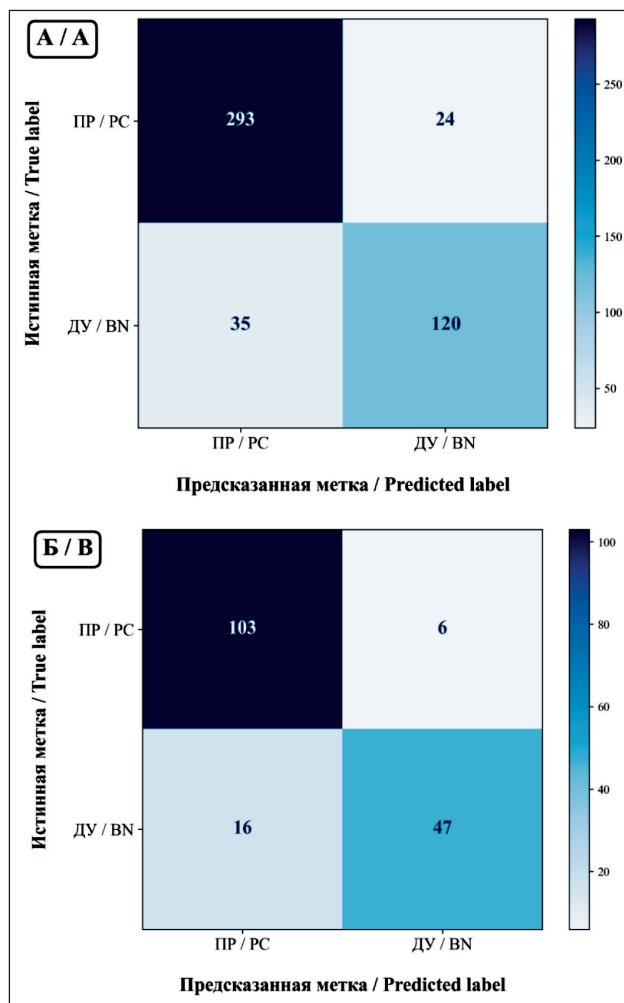 А / A
ПР / PC
293
24
ДУ / BN
35
120
ПР / PC
ДУ / BN
Истинная метка / True label
Предсказанная метка / Predicted label
250
200
150
100
50
Б / B
ПР / PC
103
6
ДУ / BN
16
47
ПР / PC
ДУ / BN
Истинная метка / True label
Предсказанная метка / Predicted label
100
80
60
40
20